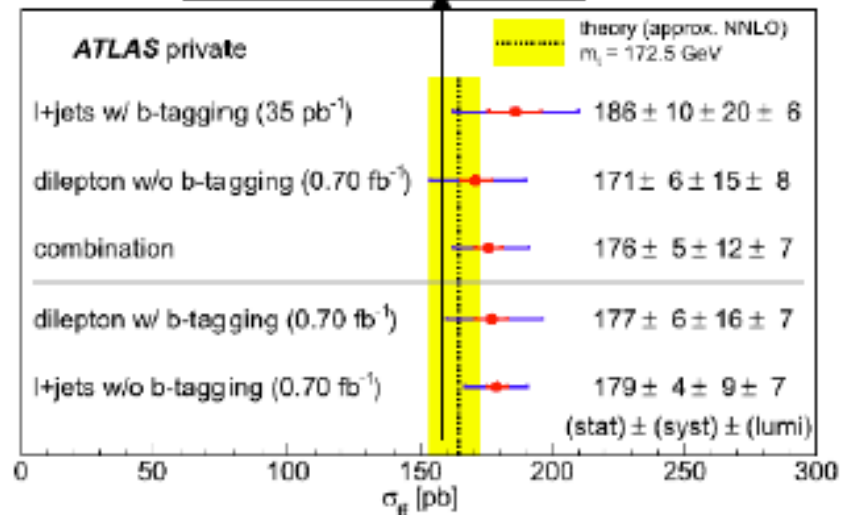 ATLAS private
theory (approx. NNLO)
mₜ = 172.5 GeV
l+jets w/ b-tagging (35 pb⁻¹) 186 ± 10 ± 20 ± 6
dilepton w/o b-tagging (0.70 fb⁻¹) 171 ± 6 ± 15 ± 8
combination 176 ± 5 ± 12 ± 7
dilepton w/ b-tagging (0.70 fb⁻¹) 177 ± 6 ± 16 ± 7
l+jets w/o b-tagging (0.70 fb⁻¹) 179 ± 4 ± 9 ± 7
(stat) ± (syst) ± (lumi)
0 50 100 150 200 250 300
σtt [pb]